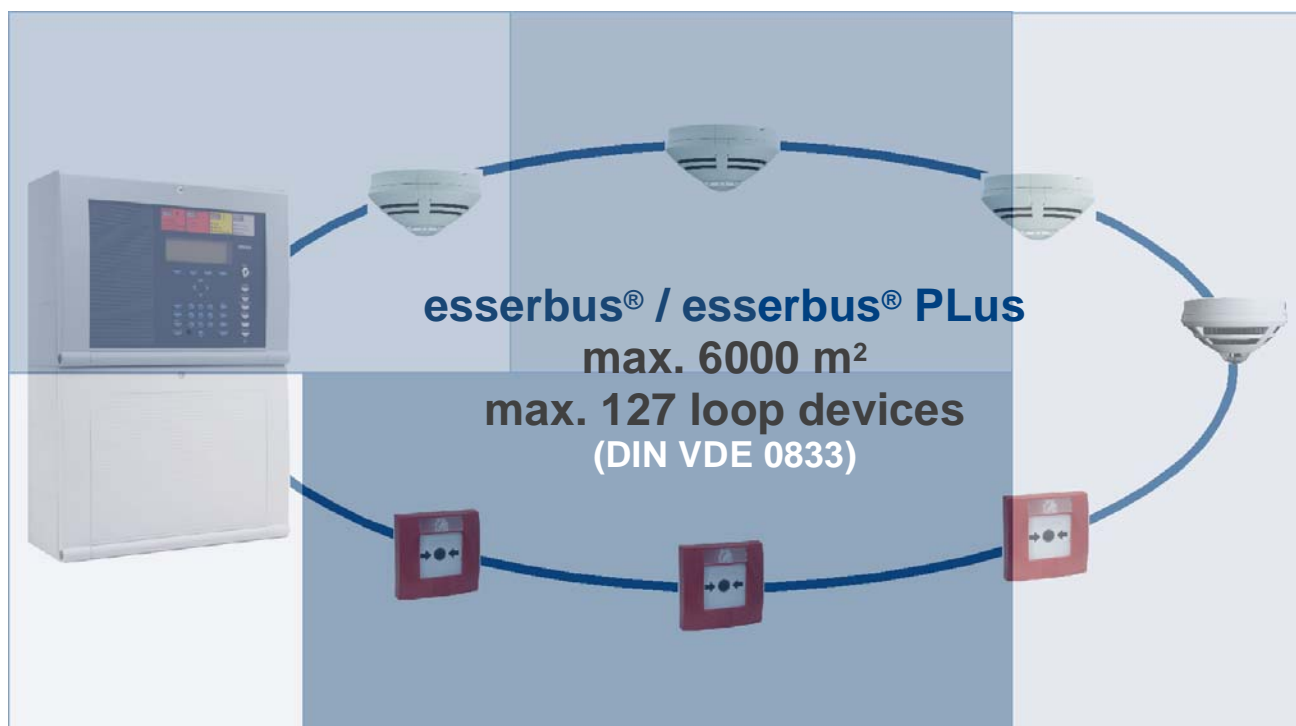 esserbus® / esserbus® PLus
max. 6000 m²
max. 127 loop devices
(DIN VDE 0833)